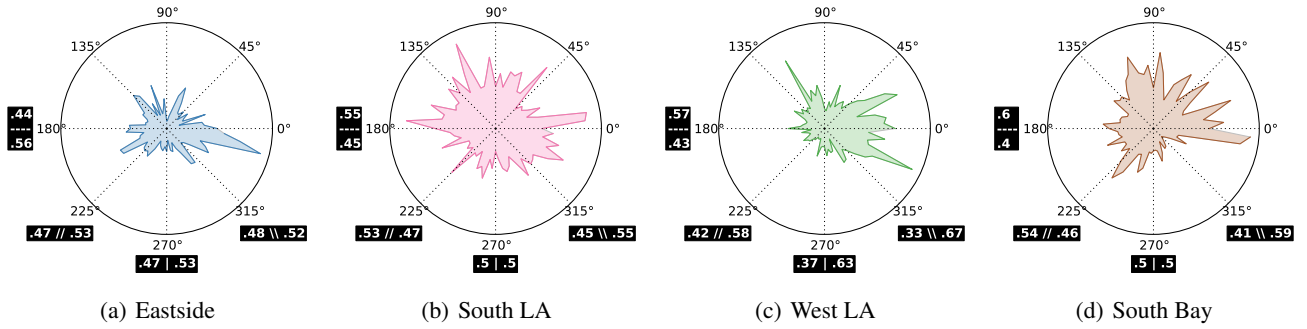 90° 90° 90° 90°
135° 45° 135° 45° 135° 45° 135° 45°
.44 .55 .57 .6
---- 180° 0° ---- 180° 0° ---- 180° 0° ---- 180° 0°
.56 .45 .43 .4
225° 315° 225° 315° 225° 315° 225° 315°
.47 // .53 .48 \\ .52 .53 // .47 .45 \\ .55 .42 // .58 .33 \\ .67 .54 // .46 .41 \\ .59
270° 270° 270° 270°
.47 | .53 .5 | .5 .37 | .63 .5 | .5
(a) Eastside (b) South LA (c) West LA (d) South Bay